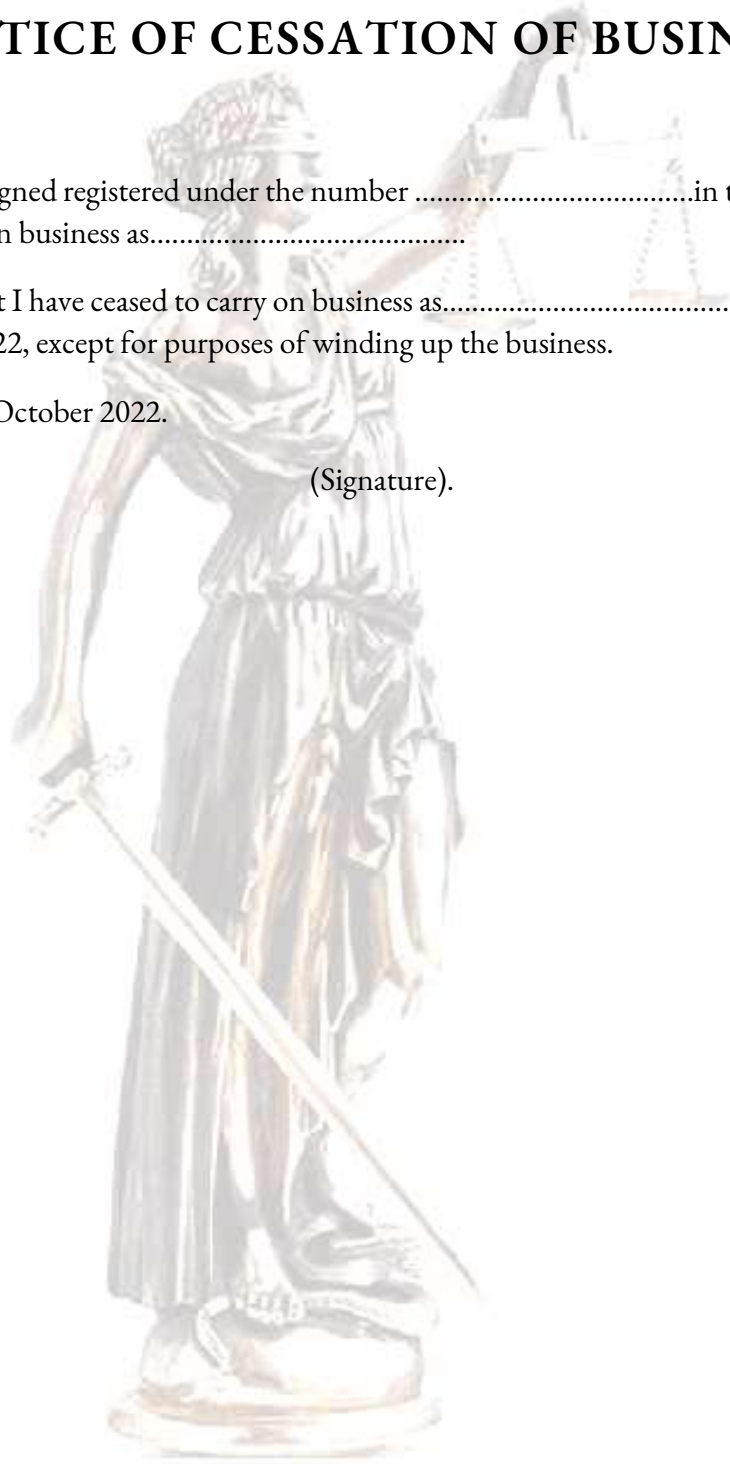 TICE OF CESSATION OF BUSIN
gned registered under the number .....................................in t
n business as..........................................
t I have ceased to carry on business as......................................
22, except for purposes of winding up the business.
October 2022.
(Signature).